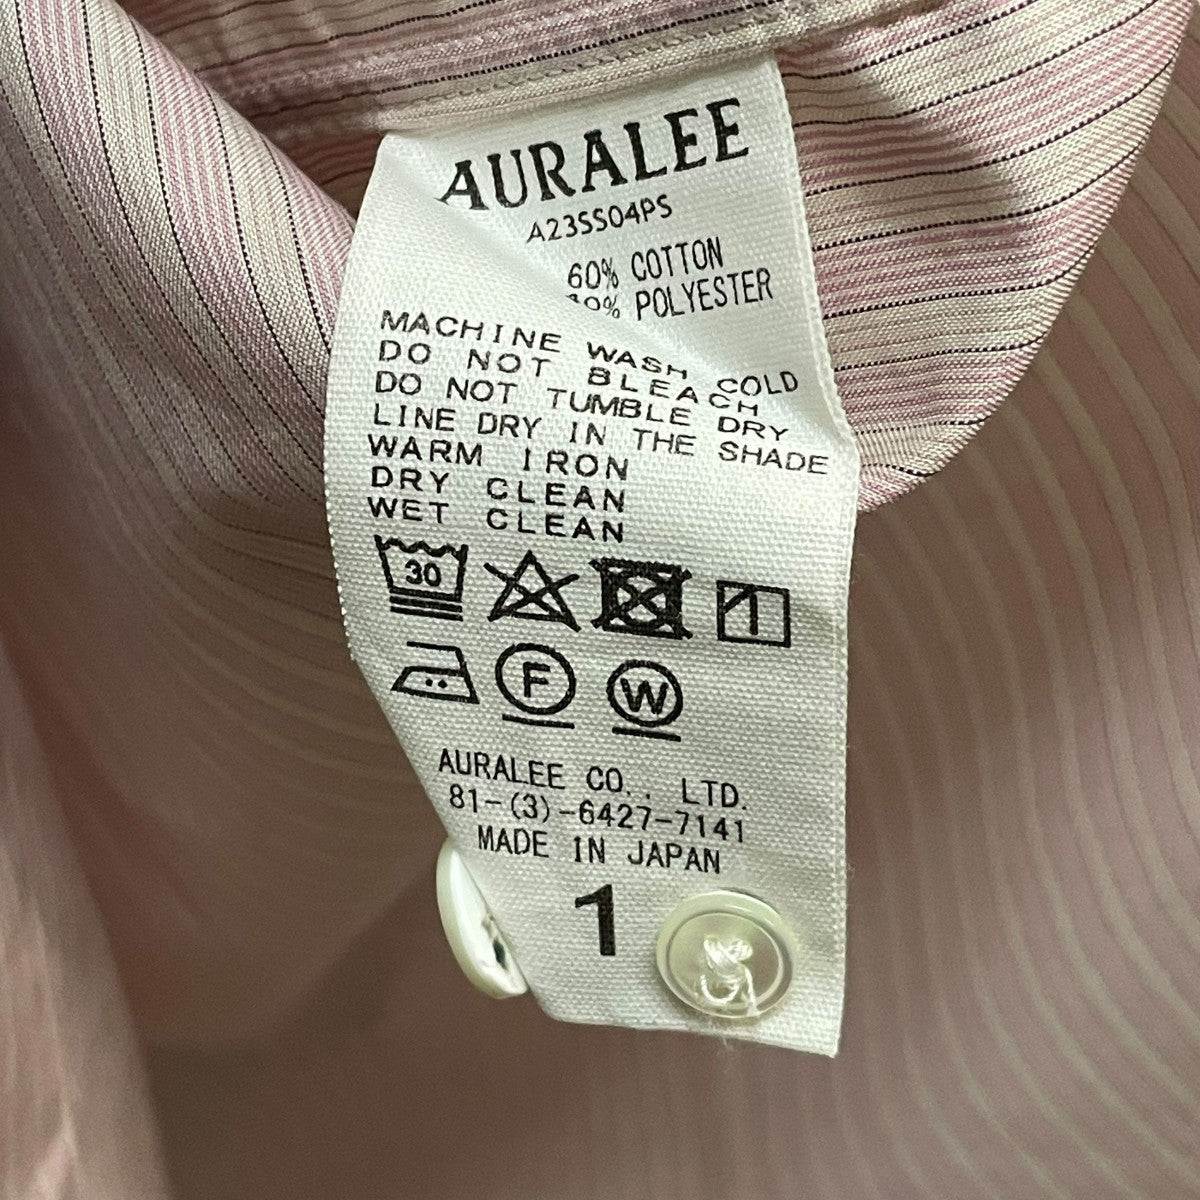 AURALEE
A23SS04PS
60% COTTON
40% POLYESTER
MACHINE WASH COLD
DO NOT BLEACH
DO NOT TUMBLE DRY
LINE DRY IN THE SHADE
WARM IRON
DRY CLEAN
WET CLEAN
30
F
W
AURALEE CO., LTD.
81-(3)-6427-7141
MADE IN JAPAN
1